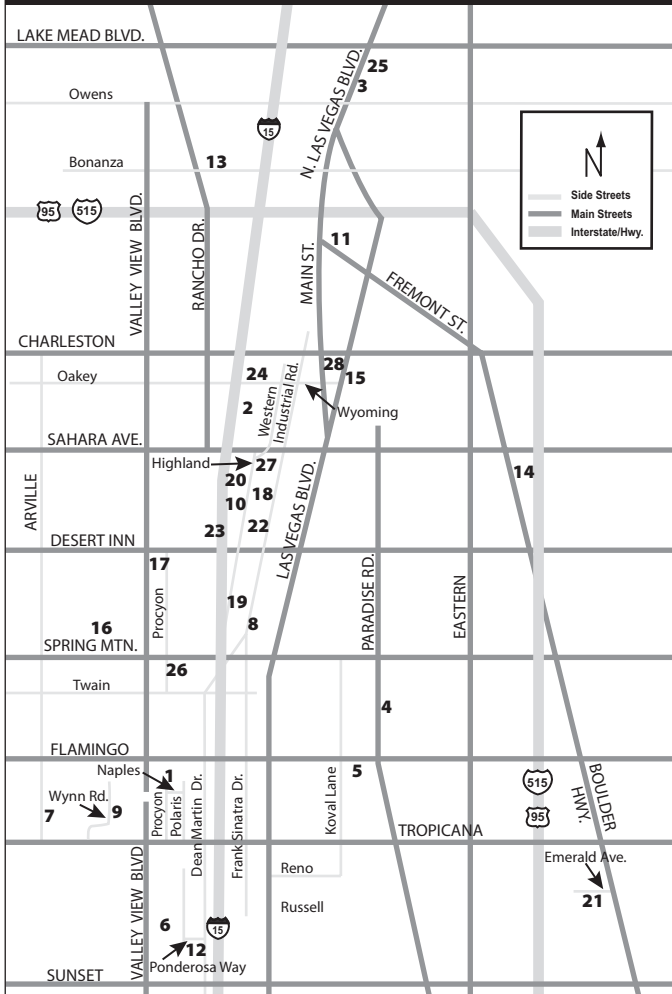 LAKE MEAD BLVD.
N. LAS VEGAS BLVD.
25
3
Owens
15
N
Side Streets
Main Streets
Interstate/Hwy.
Bonanza
13
95
515
VALLEY VIEW BLVD.
RANCHO DR.
MAIN ST.
11
FREMONT ST.
CHARLESTON
Oakey
24
28
15
2
Western
Industrial Rd.
Wyoming
SAHARA AVE.
Highland
27
20
18
14
10
ARVILLE
23
22
LAS VEGAS BLVD.
DESERT INN
17
Procyon
PARADISE RD.
EASTERN
19
16
8
SPRING MTN.
26
Twain
4
FLAMINGO
Naples
1
5
Wynn Rd.
7
9
Procyon
Polaris
Dean Martin Dr.
Frank Sinatra Dr.
Koval Lane
515
95
BOULDER
HWY.
TROPICANA
Emerald Ave.
21
VALLEY VIEW BLVD
Reno
Russell
6
15
12
Ponderosa Way
SUNSET